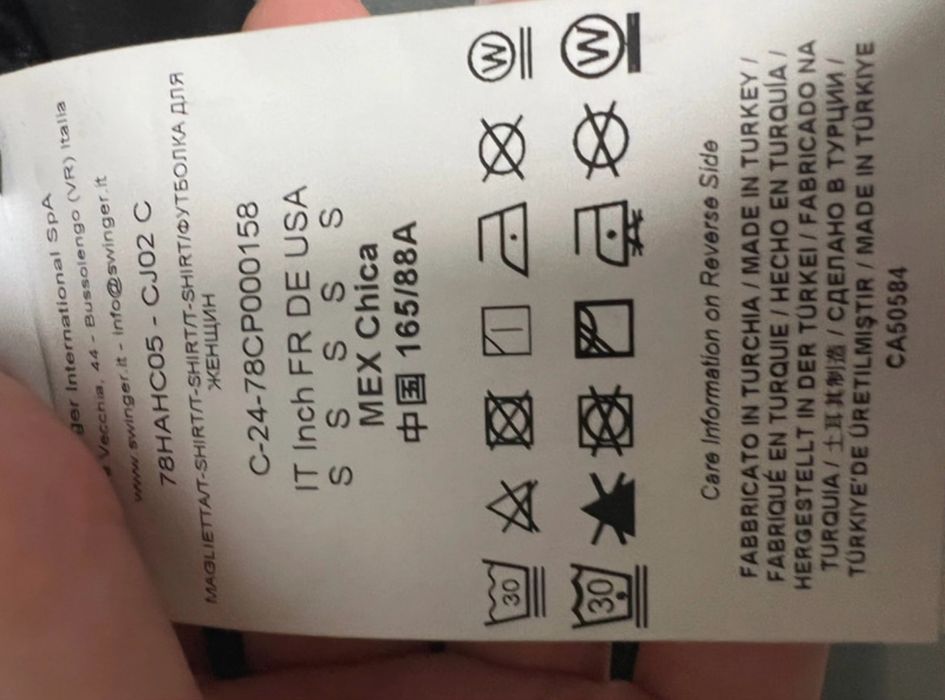 ger International SpA
Vecchia, 44 - Bussolengo (VR) Italia
www.swinger.it - info@swinger.it
78HAHC05 - CJ02 C
MAGLIETTA/T-SHIRT/T-SHIRT/T-SHIRT/ФУТБОЛКА ДЛЯ
ЖЕНЩИН
C-24-78CP000158
IT Inch FR DE USA
S S S S S
MEX Chica
中国 165/88A
30 W
30 W
Care Information on Reverse Side
FABBRICATO IN TURCHIA / MADE IN TURKEY /
FABRIQUÉ EN TURQUIE / HECHO EN TURQUÍA /
HERGESTELLT IN DER TÜRKEI / FABRICADO NA
TURQUIA / 土耳其制造 / СДЕЛАНО В ТУРЦИИ /
TÜRKIYE'DE ÜRETILMIŞTIR / MADE IN TÜRKIYE
CA50584